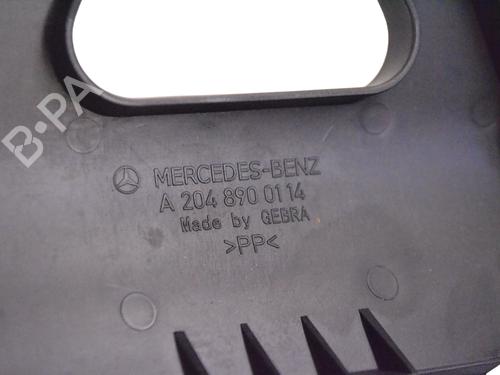 B-PA
MERCEDES-BENZ
A 204 890 01 14
Made by GEBRA
>PP<